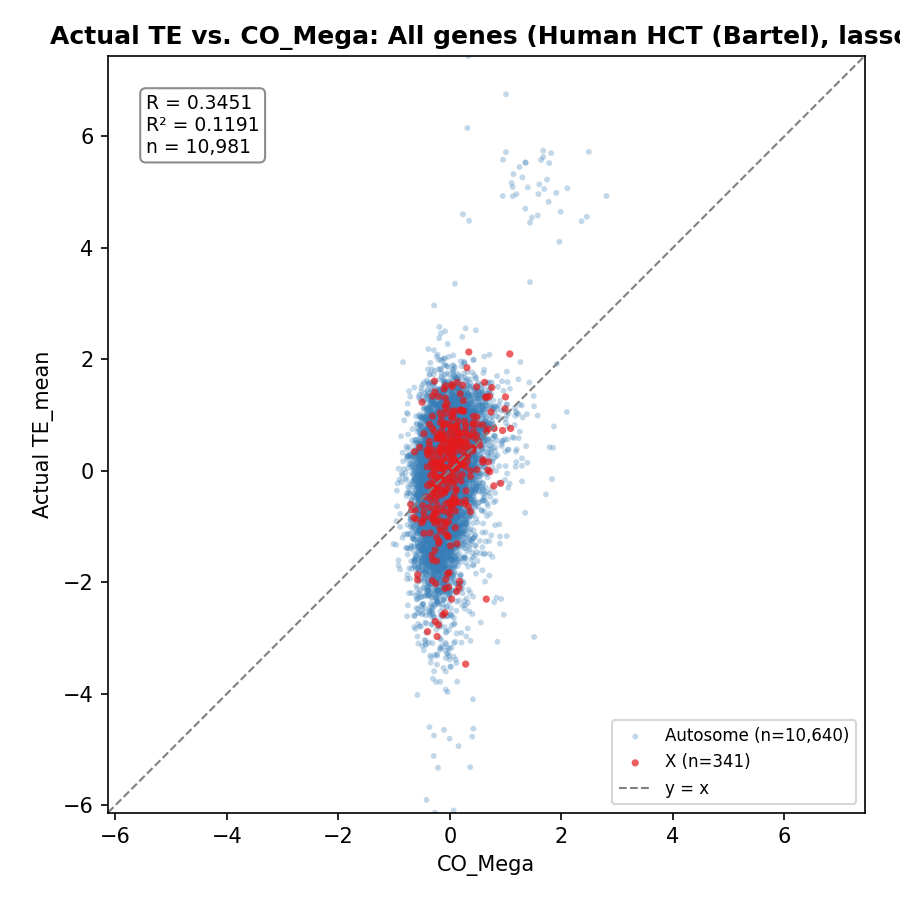 Actual TE vs. CO_Mega: All genes (Human HCT (Bartel), lasso
R = 0.3451
R² = 0.1191
n = 10,981
6
4
2
0
−2
−4
−6
Actual TE_mean
Autosome (n=10,640)
X (n=341)
y = x
−6 −4 −2 0 2 4 6
CO_Mega